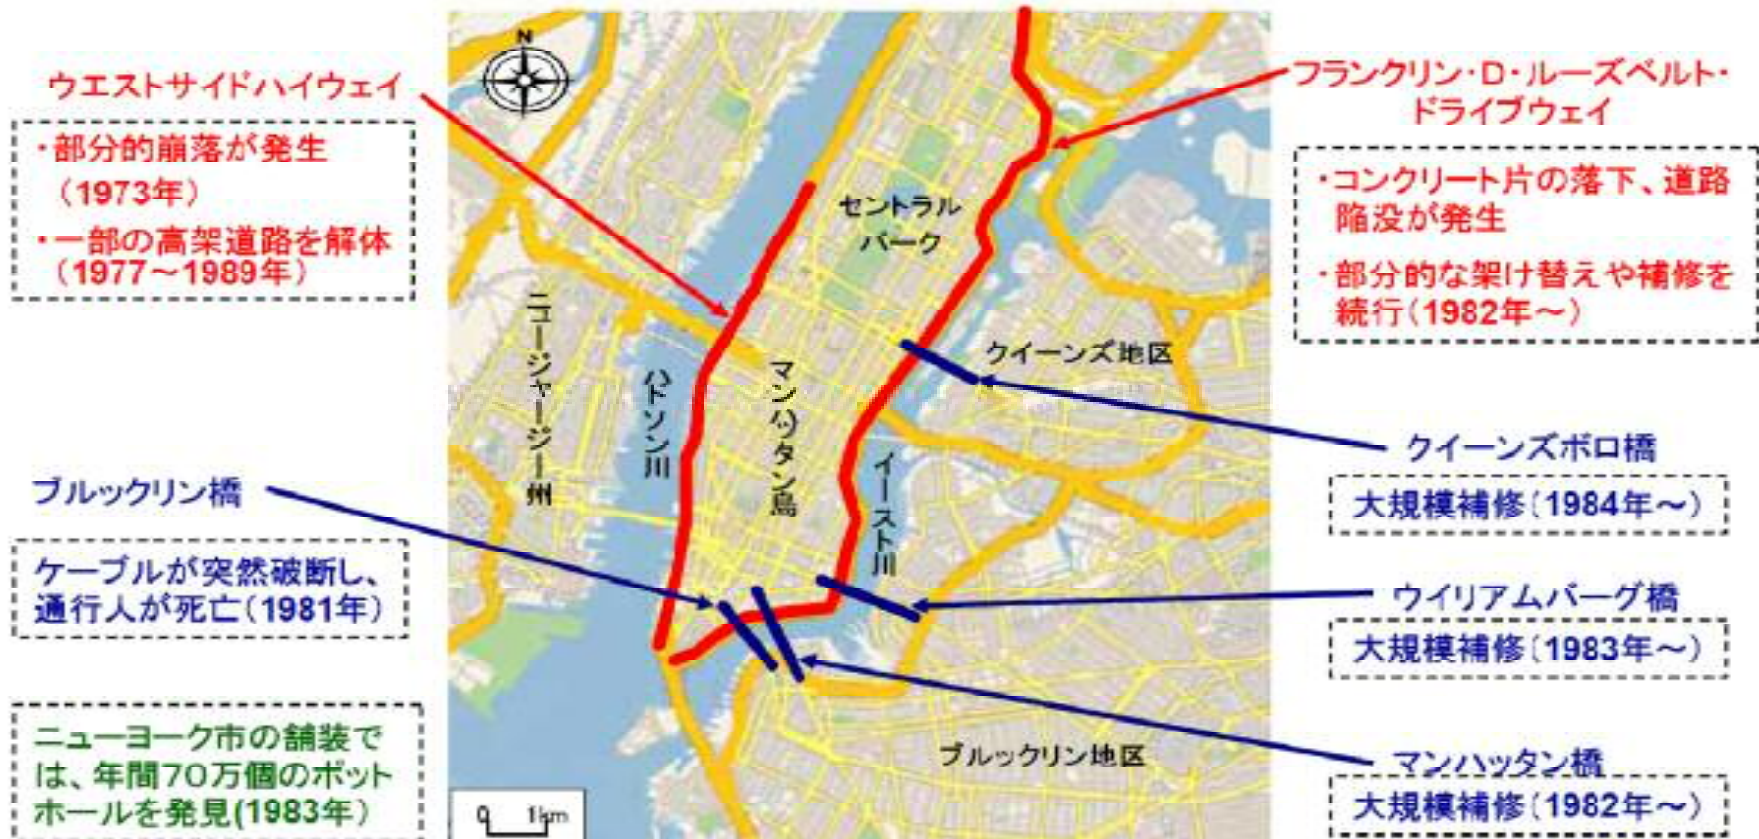 N
ウエストサイドハイウェイ
・部分的崩落が発生
（1973年）
・一部の高架道路を解体
（1977～1989年）
フランクリン・D・ルーズベルト・
ドライブウェイ
・コンクリート片の落下、道路
陥没が発生
・部分的な架け替えや補修を
続行（1982年～）
セントラル
パーク
ニュージャージー州
ハドソン川
マンハッタン島
イースト川
クイーンズ地区
クイーンズボロ橋
大規模補修（1984年～）
ブルックリン橋
ケーブルが突然破断し、
通行人が死亡（1981年）
ウイリアムバーグ橋
大規模補修（1983年～）
ニューヨーク市の舗装で
は、年間70万個のポット
ホールを発見(1983年）
ブルックリン地区
マンハッタン橋
大規模補修（1982年～）
0 1km